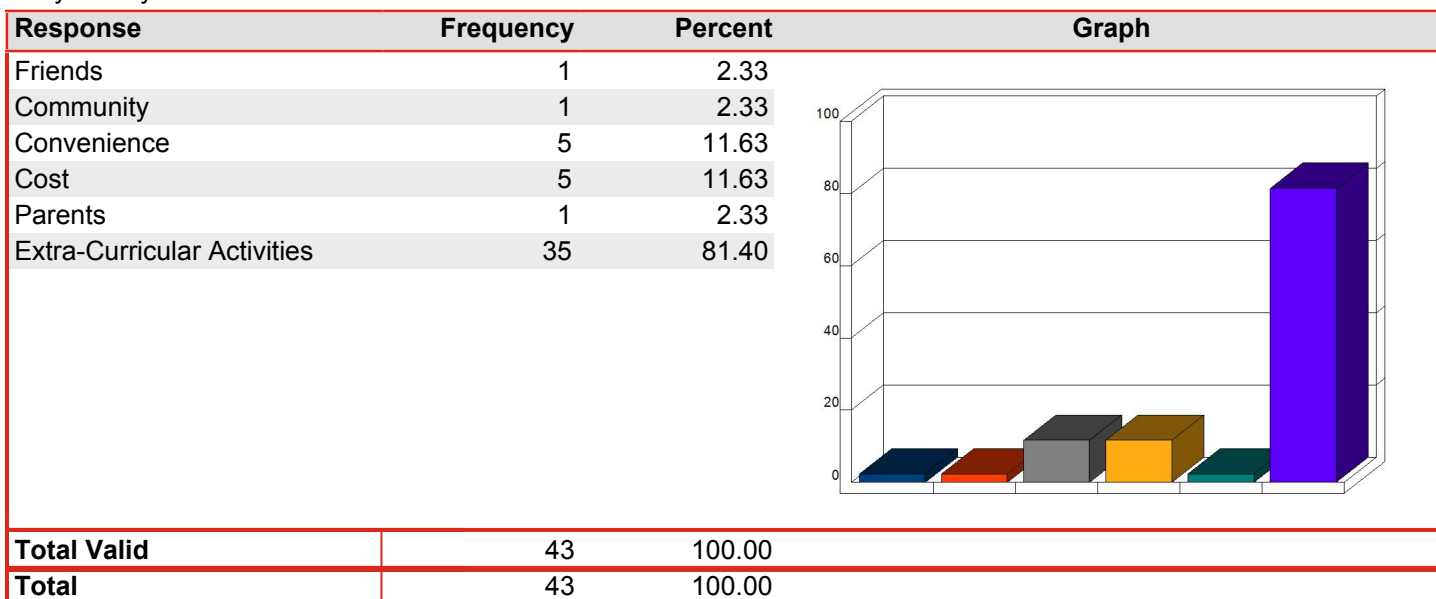 Response Frequency Percent Graph
Friends 1 2.33
Community 1 2.33
Convenience 5 11.63
Cost 5 11.63
Parents 1 2.33
Extra-Curricular Activities 35 81.40
100
80
60
40
20
0
Total Valid 43 100.00
Total 43 100.00